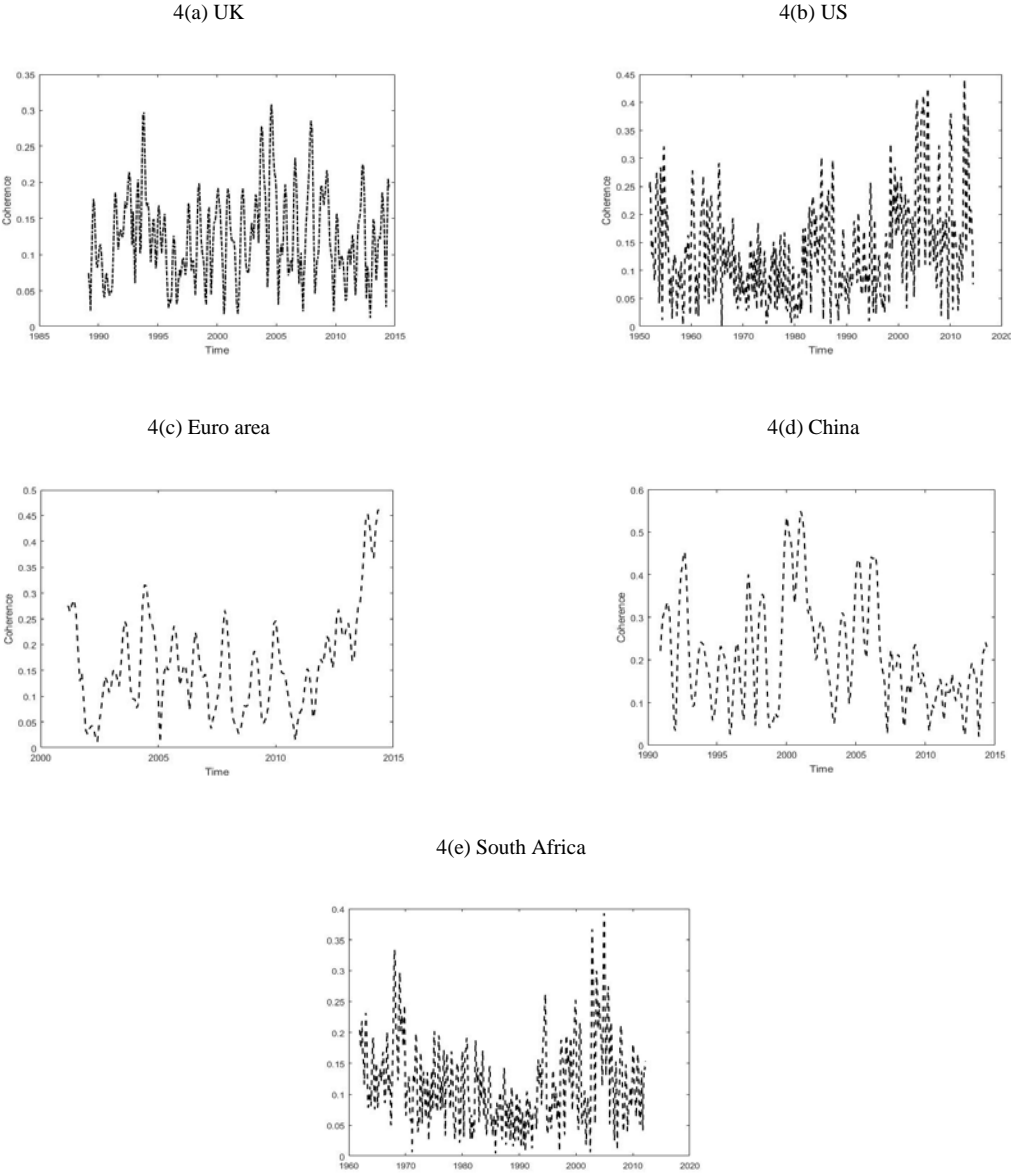 4(a) UK
4(b) US
0.35
0.3
0.25
0.2
0.15
0.1
0.05
0
Coherence
1985 1990 1995 2000 2005 2010 2015
Time
0.45
0.4
0.35
0.3
0.25
0.2
0.15
0.1
0.05
0
Coherence
1950 1960 1970 1980 1990 2000 2010 2020
Time
4(c) Euro area
4(d) China
0.5
0.45
0.4
0.35
0.3
0.25
0.2
0.15
0.1
0.05
0
Coherence
2000 2005 2010 2015
Time
0.6
0.5
0.4
0.3
0.2
0.1
0
Coherence
1990 1995 2000 2005 2010 2015
Time
4(e) South Africa
0.4
0.35
0.3
0.25
0.2
0.15
0.1
0.05
0
1960 1970 1980 1990 2000 2010 2020